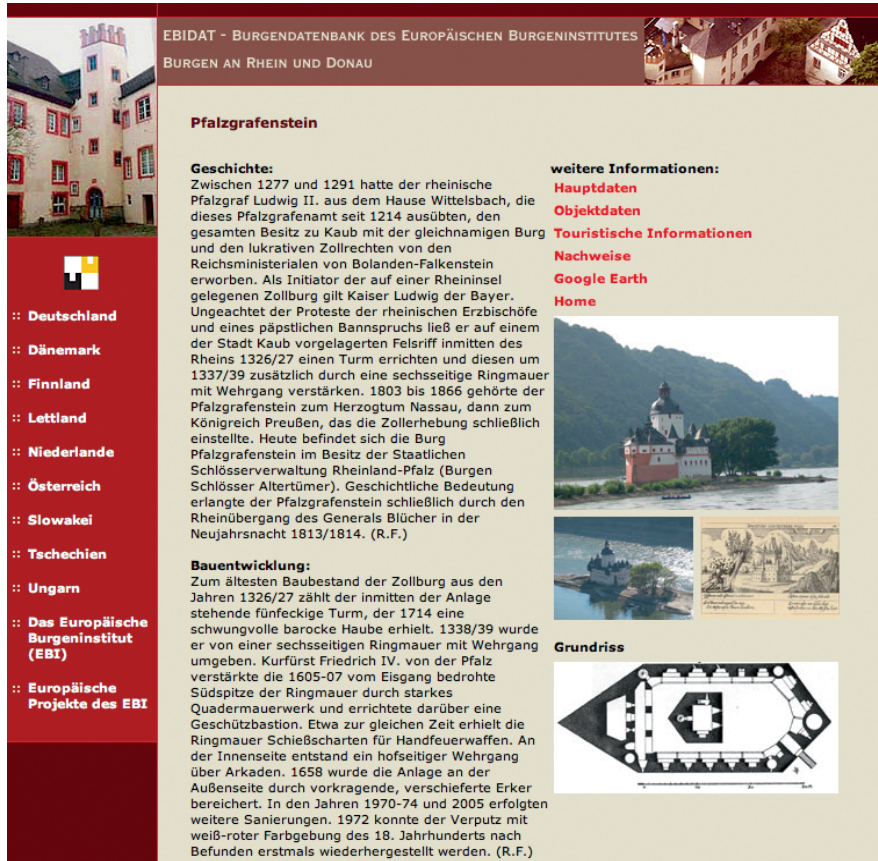 EBIDAT - Burgendatenbank des Europäischen Burgeninstitutes
Burgen an Rhein und Donau
:: Deutschland
:: Dänemark
:: Finnland
:: Lettland
:: Niederlande
:: Österreich
:: Slowakei
:: Tschechien
:: Ungarn
:: Das Europäische
Burgeninstitut
(EBI)
:: Europäische
Projekte des EBI
Pfalzgrafenstein
Geschichte:
Zwischen 1277 und 1291 hatte der rheinische
Pfalzgraf Ludwig II. aus dem Hause Wittelsbach, die
dieses Pfalzgrafenamt seit 1214 ausübten, den
gesamten Besitz zu Kaub mit der gleichnamigen Burg
und den lukrativen Zollrechten von den
Reichsministerialen von Bolanden-Falkenstein
erworben. Als Initiator der auf einer Rheininsel
gelegenen Zollburg gilt Kaiser Ludwig der Bayer.
Ungeachtet der Proteste der rheinischen Erzbischöfe
und eines päpstlichen Bannspruchs ließ er auf einem
der Stadt Kaub vorgelagerten Felsriff inmitten des
Rheins 1326/27 einen Turm errichten und diesen um
1337/39 zusätzlich durch eine sechsseitige Ringmauer
mit Wehrgang verstärken. 1803 bis 1866 gehörte der
Pfalzgrafenstein zum Herzogtum Nassau, dann zum
Königreich Preußen, das die Zollerhebung schließlich
einstellte. Heute befindet sich die Burg
Pfalzgrafenstein im Besitz der Staatlichen
Schlösserverwaltung Rheinland-Pfalz (Burgen
Schlösser Altertümer). Geschichtliche Bedeutung
erlangte der Pfalzgrafenstein schließlich durch den
Rheinübergang des Generals Blücher in der
Neujahrsnacht 1813/1814. (R.F.)
Bauentwicklung:
Zum ältesten Baubestand der Zollburg aus den
Jahren 1326/27 zählt der inmitten der Anlage
stehende fünfeckige Turm, der 1714 eine
schwungvolle barocke Haube erhielt. 1338/39 wurde
er von einer sechsseitigen Ringmauer mit Wehrgang
umgeben. Kurfürst Friedrich IV. von der Pfalz
verstärkte die 1605-07 vom Eisgang bedrohte
Südspitze der Ringmauer durch starkes
Quadermauerwerk und errichtete darüber eine
Geschützbastion. Etwa zur gleichen Zeit erhielt die
Ringmauer Schießscharten für Handfeuerwaffen. An
der Innenseite entstand ein hofseitiger Wehrgang
über Arkaden. 1658 wurde die Anlage an der
Außenseite durch vorkragende, verschieferte Erker
bereichert. In den Jahren 1970-74 und 2005 erfolgten
weitere Sanierungen. 1972 konnte der Verputz mit
weiß-roter Farbgebung des 18. Jahrhunderts nach
Befunden erstmals wiederhergestellt werden. (R.F.)
weitere Informationen:
Hauptdaten
Objektdaten
Touristische Informationen
Nachweise
Google Earth
Home
Grundriss